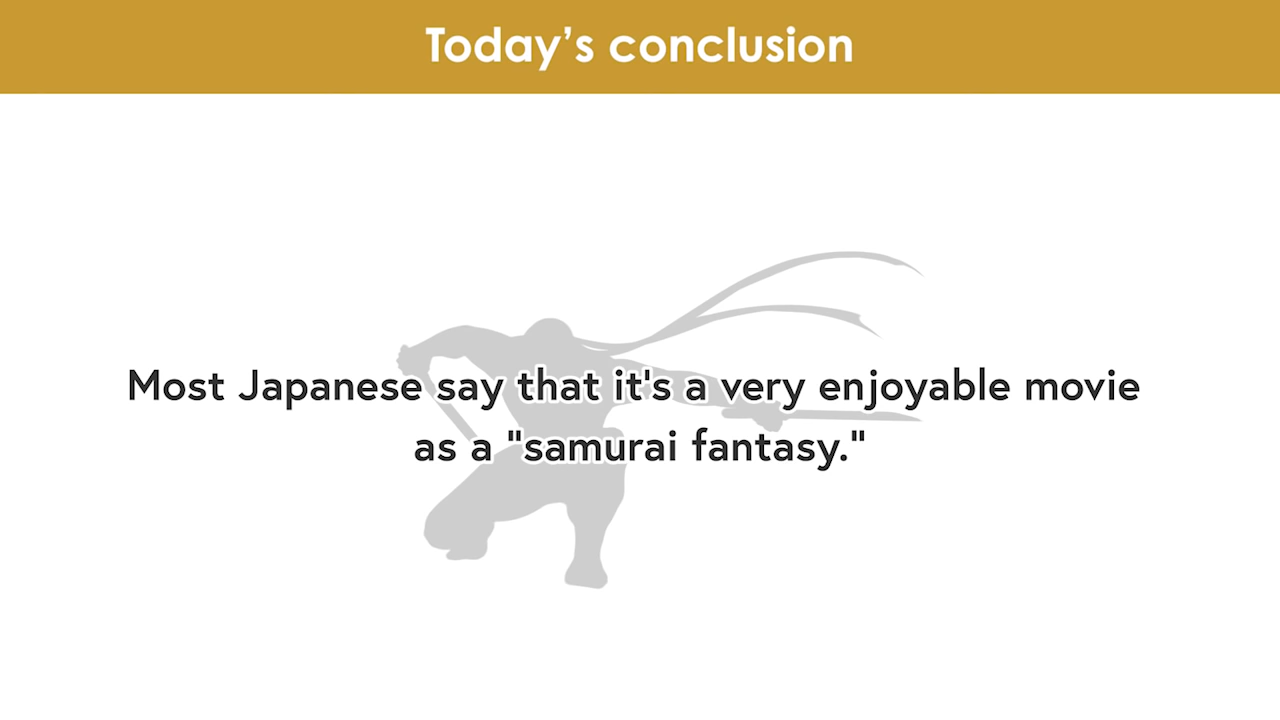 Today’s conclusion
Most Japanese say that it's a very enjoyable movie
as a "samurai fantasy."